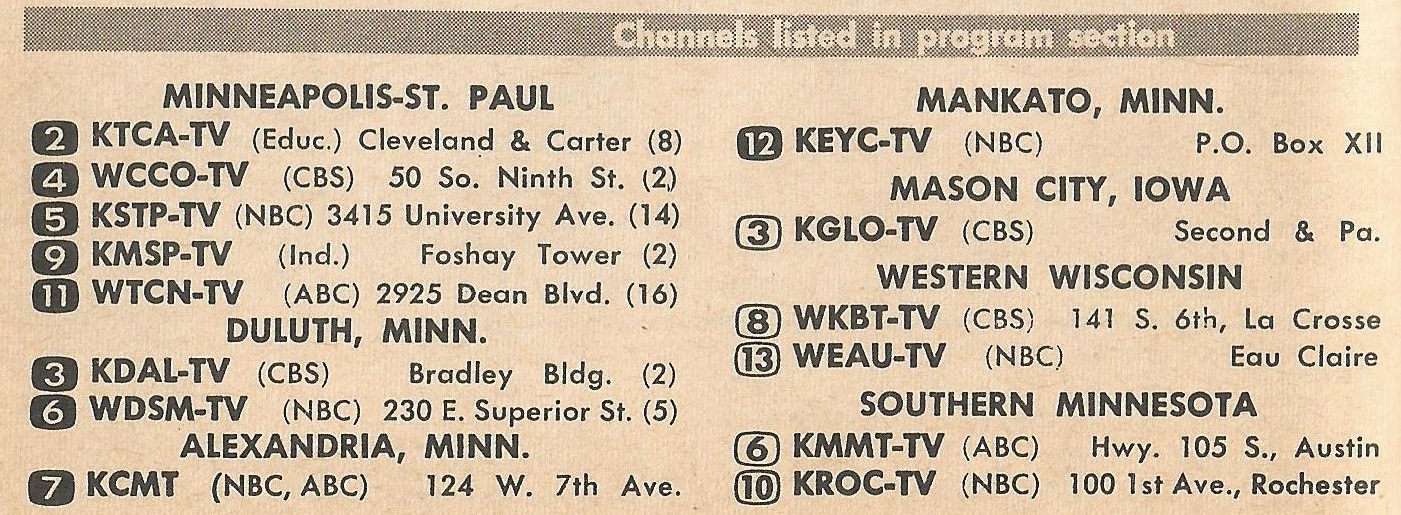 Channels listed in program section
MINNEAPOLIS-ST. PAUL
2 KTCA-TV (Educ.) Cleveland & Carter (8)
4 WCCO-TV (CBS) 50 So. Ninth St. (2)
5 KSTP-TV (NBC) 3415 University Ave. (14)
9 KMSP-TV (Ind.) Foshay Tower (2)
11 WTCN-TV (ABC) 2925 Dean Blvd. (16)
DULUTH, MINN.
3 KDAL-TV (CBS) Bradley Bldg. (2)
6 WDSM-TV (NBC) 230 E. Superior St. (5)
ALEXANDRIA, MINN.
7 KCMT (NBC, ABC) 124 W. 7th Ave.
MANKATO, MINN.
12 KEYC-TV (NBC) P.O. Box XII
MASON CITY, IOWA
3 KGLO-TV (CBS) Second & Pa.
WESTERN WISCONSIN
8 WKBT-TV (CBS) 141 S. 6th, La Crosse
13 WEAU-TV (NBC) Eau Claire
SOUTHERN MINNESOTA
6 KMMT-TV (ABC) Hwy. 105 S., Austin
10 KROC-TV (NBC) 100 1st Ave., Rochester